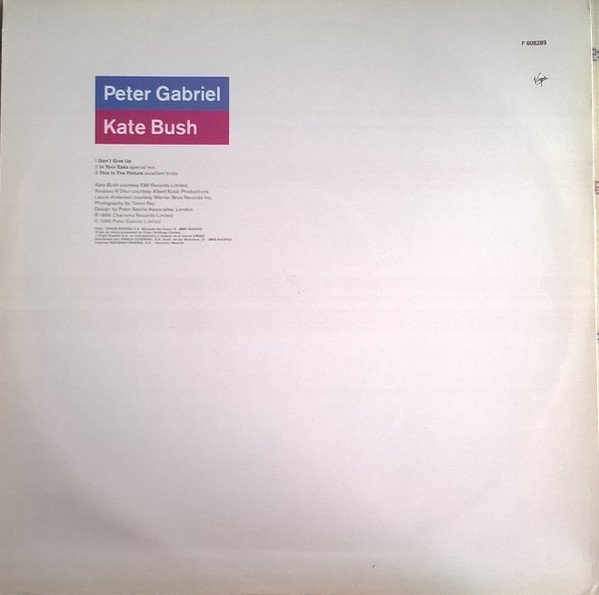 F 608289
Virgin
Peter Gabriel
Kate Bush
1 Don't Give Up
2 In Your Eyes special mix
3 This Is The Picture excellent birds
Kate Bush courtesy EMI Records Limited
Youssou N'Dour courtesy Albert Koski Productions
Laurie Anderson courtesy Warner Bros Records Inc.
Photography by Trevor Key
Design by Peter Saville Associates, London
℗ 1986 Charisma Records Limited
© 1986 Peter Gabriel Limited